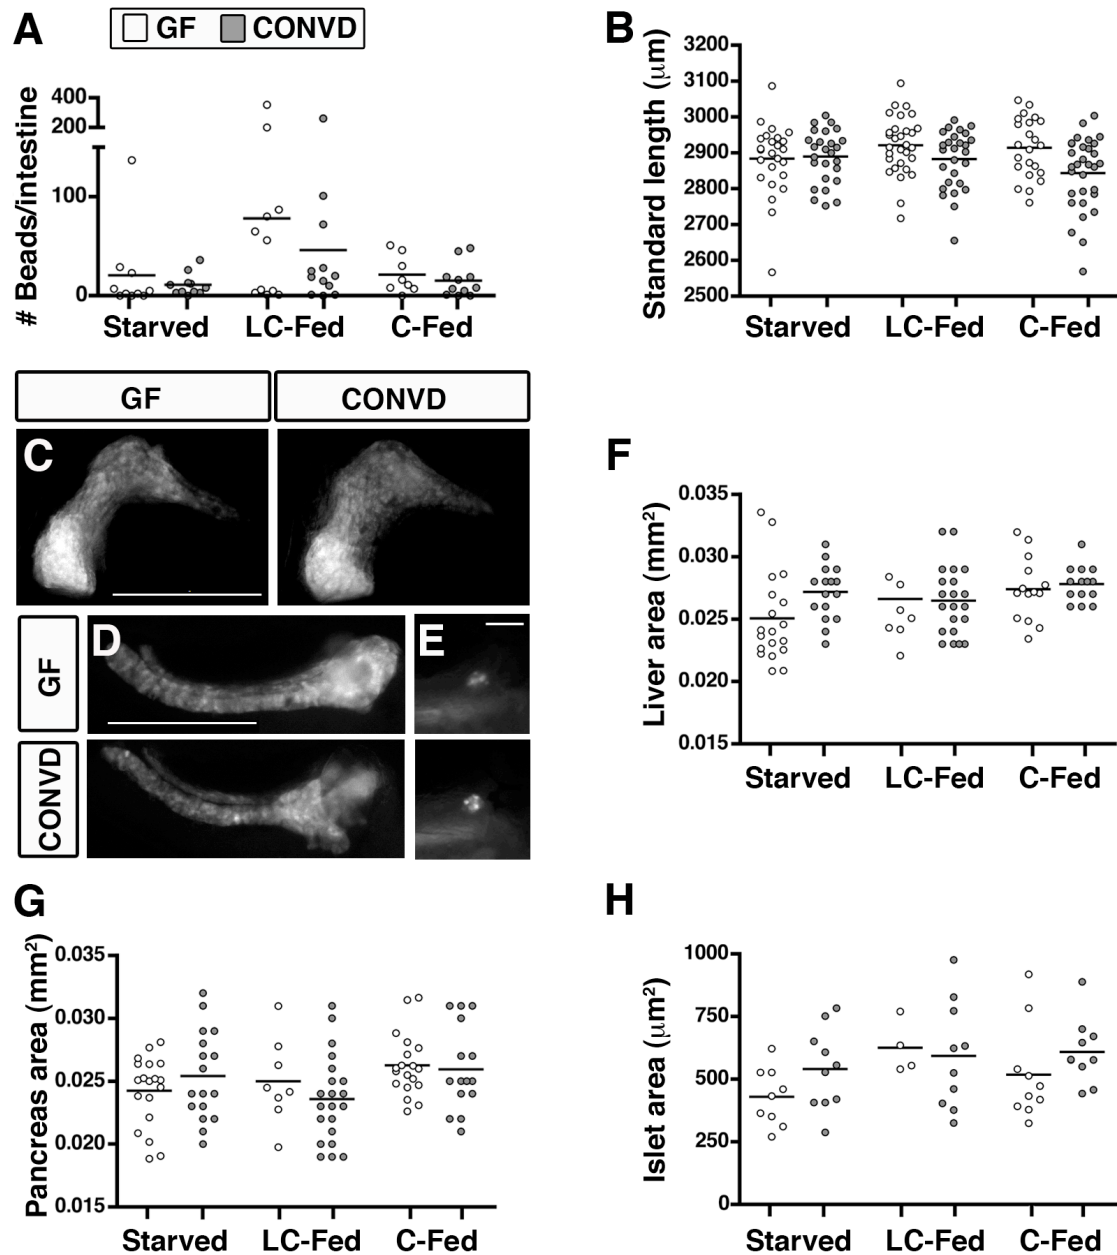 A
GF CONVD
# Beads/intestine
400
200
100
0
Starved LC-Fed C-Fed
B
Standard length (μm)
3200
3100
3000
2900
2800
2700
2600
2500
Starved LC-Fed C-Fed
GF CONVD
C
GF
D E
CONVD
F
Liver area (mm²)
0.035
0.030
0.025
0.020
0.015
Starved LC-Fed C-Fed
G
Pancreas area (mm²)
0.035
0.030
0.025
0.020
0.015
Starved LC-Fed C-Fed
H
Islet area (μm²)
1000
750
500
250
0
Starved LC-Fed C-Fed